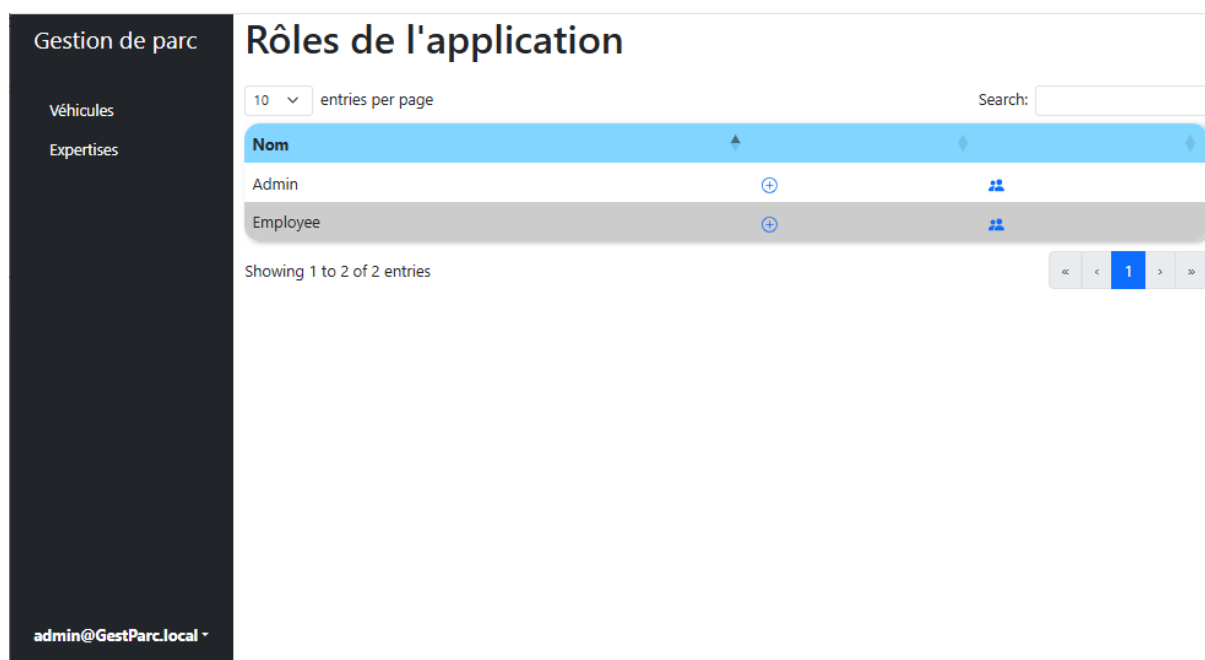 Gestion de parc
Véhicules
Expertises
admin@GestParc.local
Rôles de l'application
10 entries per page
Search:
Nom
Admin
Employee
Showing 1 to 2 of 2 entries
« ‹ 1 › »